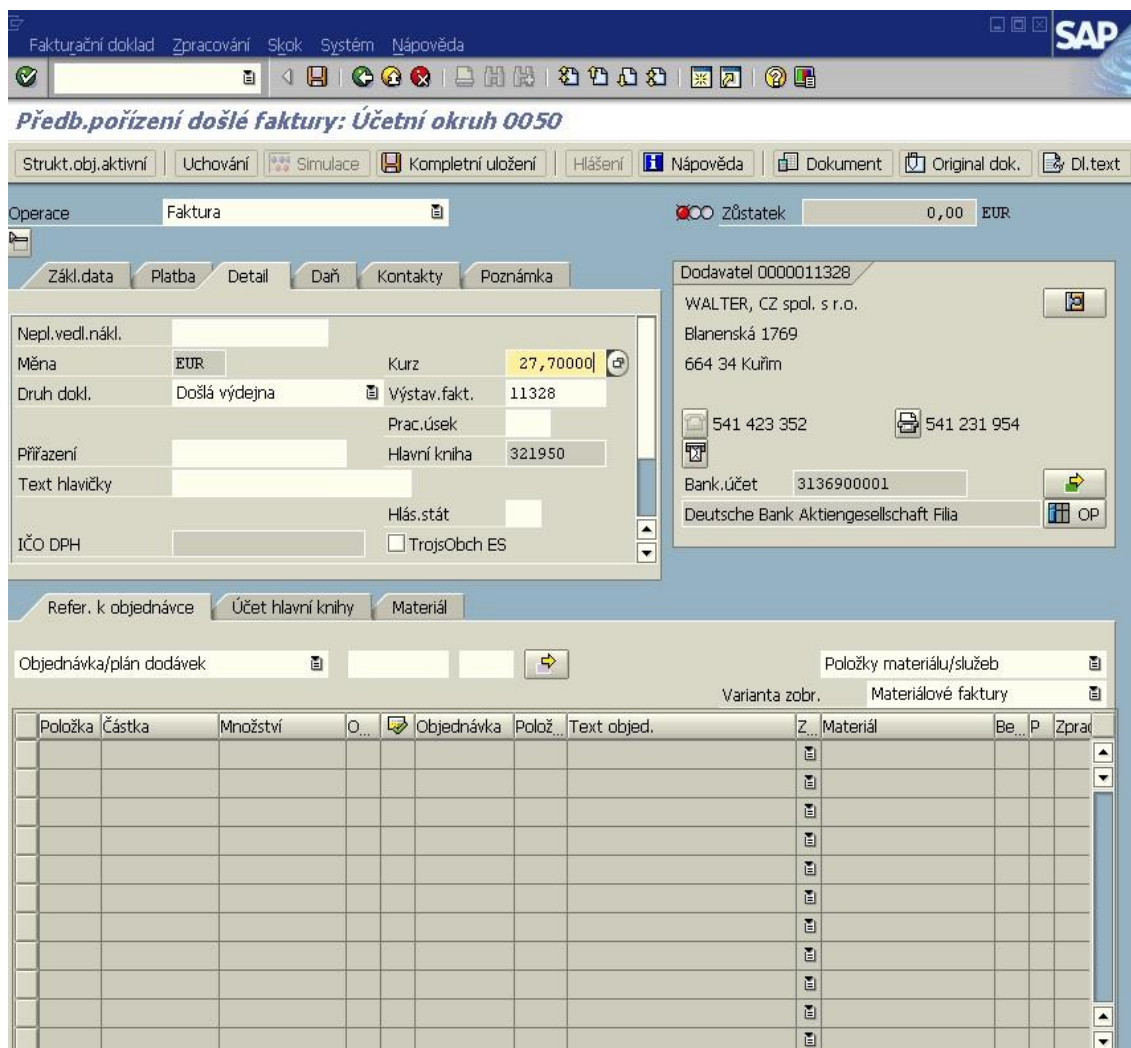 Fakturační doklad Zpracování Skok Systém Nápověda
SAP
Předb.pořízení došlé faktury: Účetní okruh 0050
Strukt.obj.aktivní Uchování Simulace Kompletní uložení Hlášení Nápověda Dokument Original dok. Dl.text
Operace Faktura Zůstatek 0,00 EUR
Zákl.data Platba Detail Daň Kontakty Poznámka
Nepl.vedl.nákl.
Měna EUR Kurz 27,70000
Druh dokl. Došlá výdejna Výstav.fakt. 11328
Prac.úsek
Přiřazení Hlavní kniha 321950
Text hlavičky
Hlás.stát
IČO DPH TrojsObch ES
Dodavatel 0000011328
WALTER, CZ spol. s r.o.
Blanenská 1769
664 34 Kuřim
541 423 352 541 231 954
Bank.účet 3136900001
Deutsche Bank Aktiengesellschaft Filia OP
Refer. k objednávce Účet hlavní knihy Materiál
Objednávka/plán dodávek Položky materiálu/služeb
Varianta zobr. Materiálové faktury
Položka Částka Množství O... Objednávka Polož... Text objed. Z... Materiál Be... P Zprac